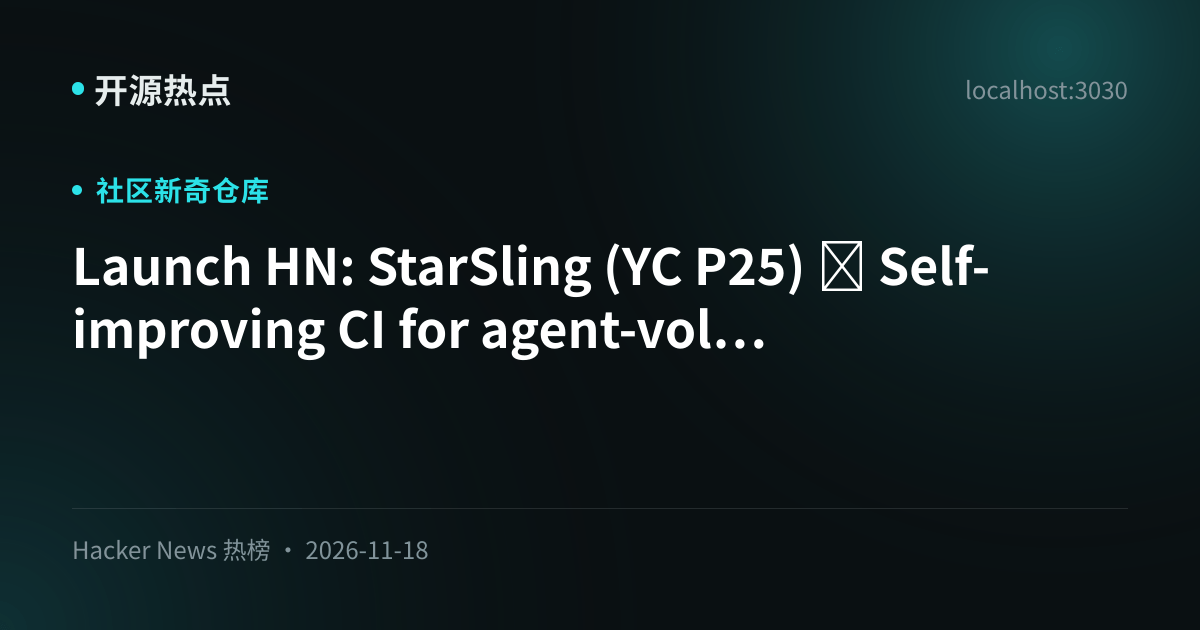 开源热点
localhost:3030
社区新奇仓库
Launch HN: StarSling (YC P25) Self-
improving CI for agent-vol…
Hacker News 热榜 · 2026-11-18